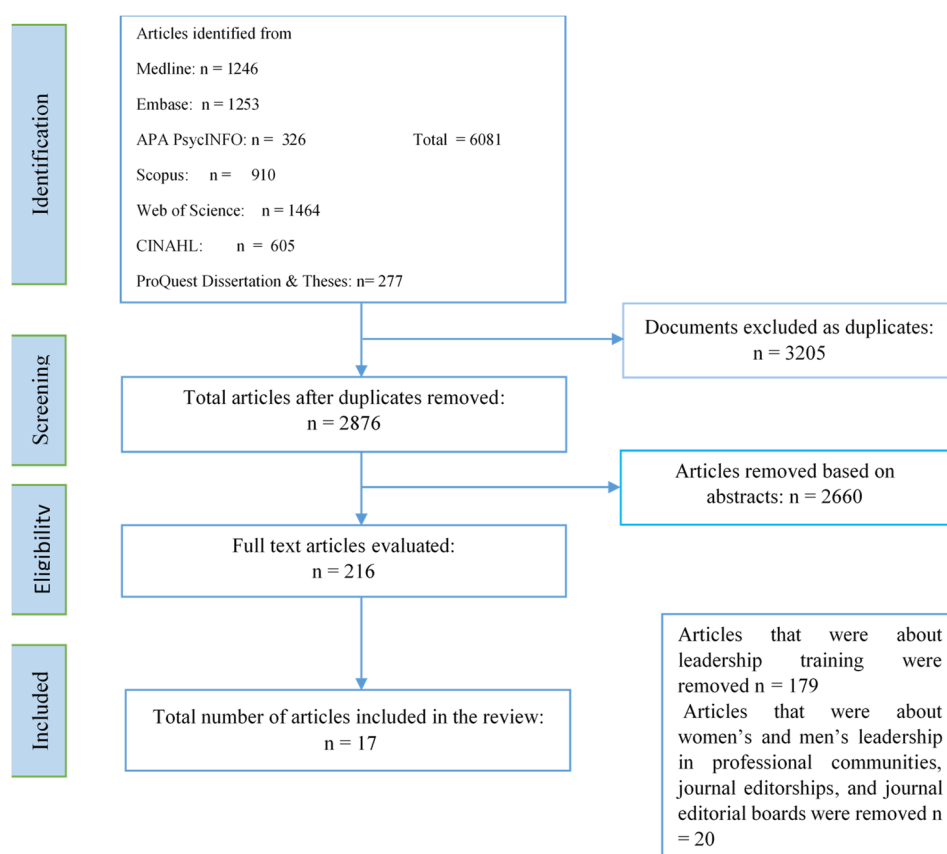 Identification
Articles identified from
Medline: n = 1246
Embase: n = 1253
APA PsycINFO: n = 326 Total = 6081
Scopus: n = 910
Web of Science: n = 1464
CINAHL: n = 605
ProQuest Dissertation & Theses: n= 277
Documents excluded as duplicates:
n = 3205
Screening
Total articles after duplicates removed:
n = 2876
Articles removed based on
abstracts: n = 2660
Eligibility
Full text articles evaluated:
n = 216
Included
Total number of articles included in the review:
n = 17
Articles that were about
leadership training were
removed n = 179
Articles that were about
women’s and men’s leadership
in professional communities,
journal editorships, and journal
editorial boards were removed n
= 20